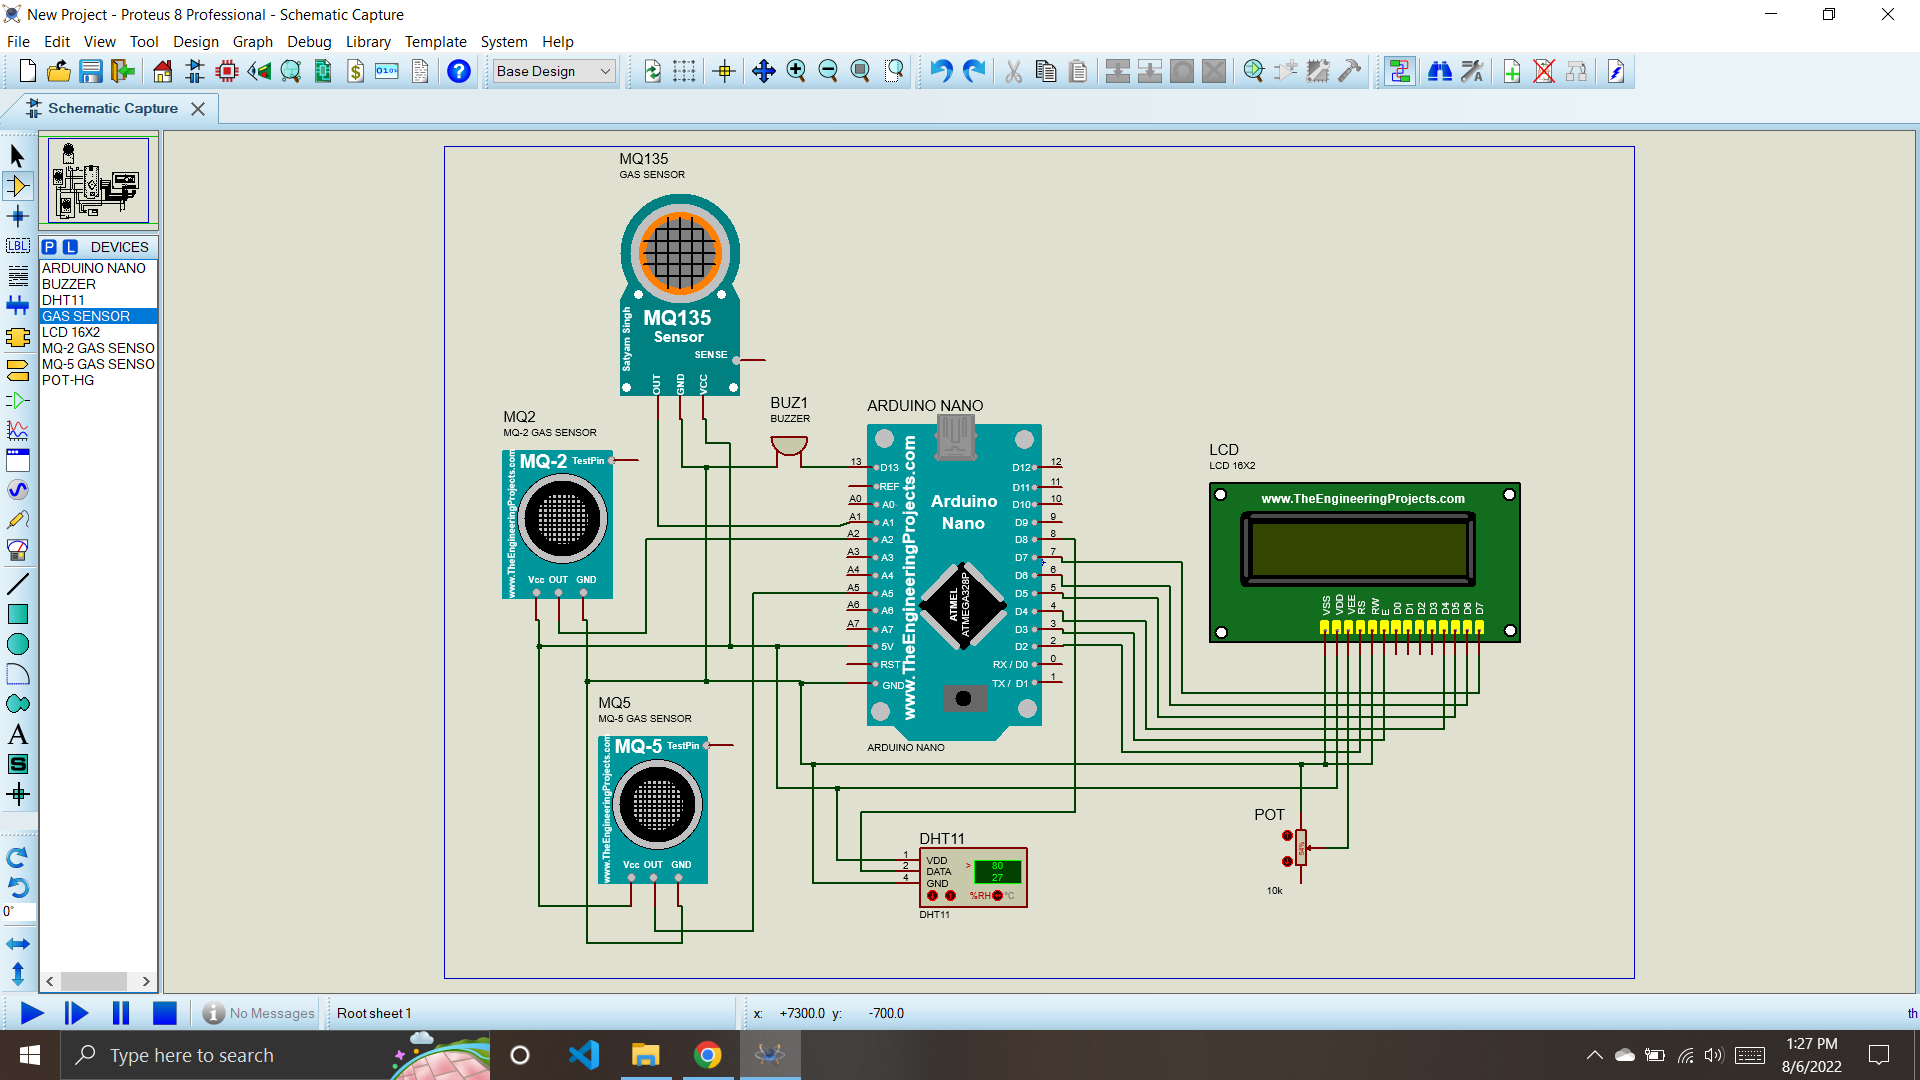 New Project - Proteus 8 Professional - Schematic Capture
File Edit View Tool Design Graph Debug Library Template System Help
Base Design
Schematic Capture
P L DEVICES
ARDUINO NANO
BUZZER
DHT11
GAS SENSOR
LCD 16X2
MQ-2 GAS SENSO
MQ-5 GAS SENSO
POT-HG
LBL
A
S
0°
MQ135
GAS SENSOR
Satyam Singh
MQ135
Sensor
SENSE
OUT
GND
VCC
MQ2
MQ-2 GAS SENSOR
MQ-2 TestPin
www.TheEngineeringProjects.com
Vcc OUT GND
BUZ1
BUZZER
ARDUINO NANO
www.TheEngineeringProjects.com
Arduino
Nano
ATMEL
ATMEGA328P
13 D13
REF
A0 A0
A1 A1
A2 A2
A3 A3
A4 A4
A5 A5
A6 A6
A7 A7
5V
RST
GND
D12 12
D11 11
D10 10
D9 9
D8 8
D7 7
D6 6
D5 5
D4 4
D3 3
D2 2
RX / D0 0
TX / D1 1
ARDUINO NANO
LCD
LCD 16X2
www.TheEngineeringProjects.com
VSS
VDD
VEE
RS
RW
E
D0
D1
D2
D3
D4
D5
D6
D7
MQ5
MQ-5 GAS SENSOR
MQ-5 TestPin
www.TheEngineeringProjects.com
Vcc OUT GND
DHT11
1 VDD
2 DATA
4 GND
> 80
27
%RH °C
DHT11
POT
10k
No Messages
Root sheet 1
x: +7300.0 y: -700.0
th
Type here to search
1:27 PM
8/6/2022